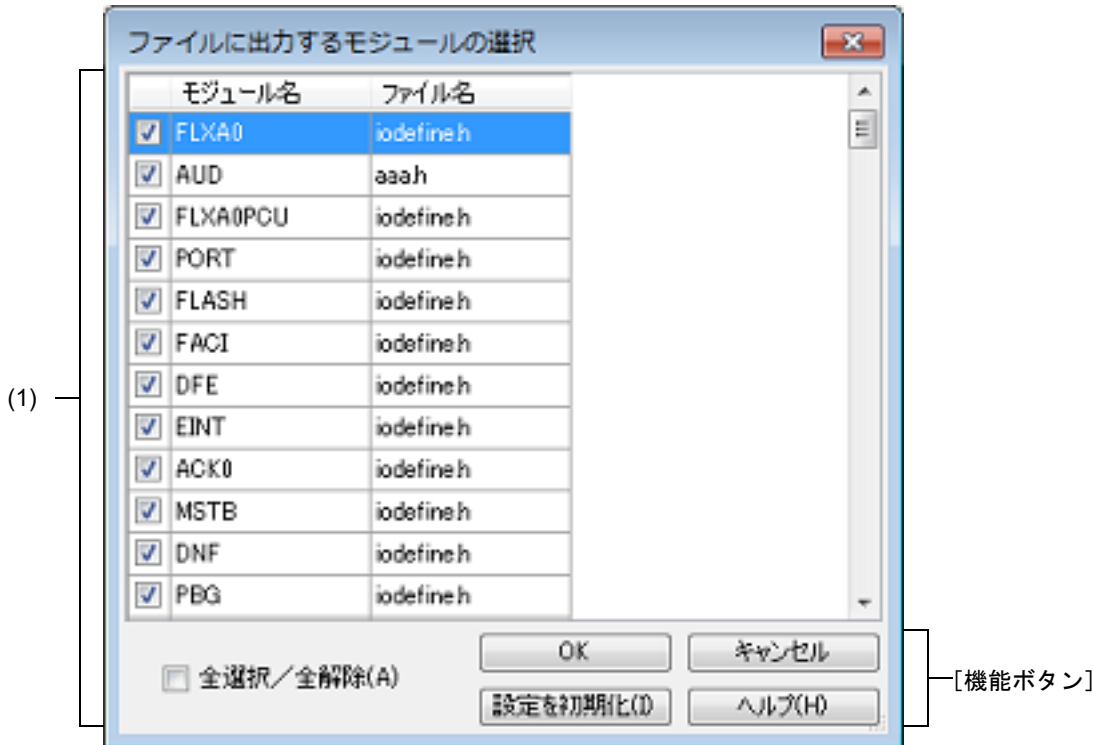 ファイルに出力するモジュールの選択
モジュール名 ファイル名
FLXA0 iodefine.h
AUD aaa.h
FLXA0PCU iodefine.h
PORT iodefine.h
FLASH iodefine.h
FACI iodefine.h
DFE iodefine.h
EINT iodefine.h
ACK0 iodefine.h
MSTB iodefine.h
DNF iodefine.h
PBG iodefine.h
(1)
全選択／全解除(A)
OK キャンセル
設定を初期化(I) ヘルプ(H)
[機能ボタン]